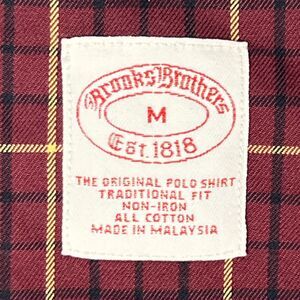 Brooks Brothers
M
Est. 1818
THE ORIGINAL POLO SHIRT
TRADITIONAL FIT
NON-IRON
ALL COTTON
MADE IN MALAYSIA